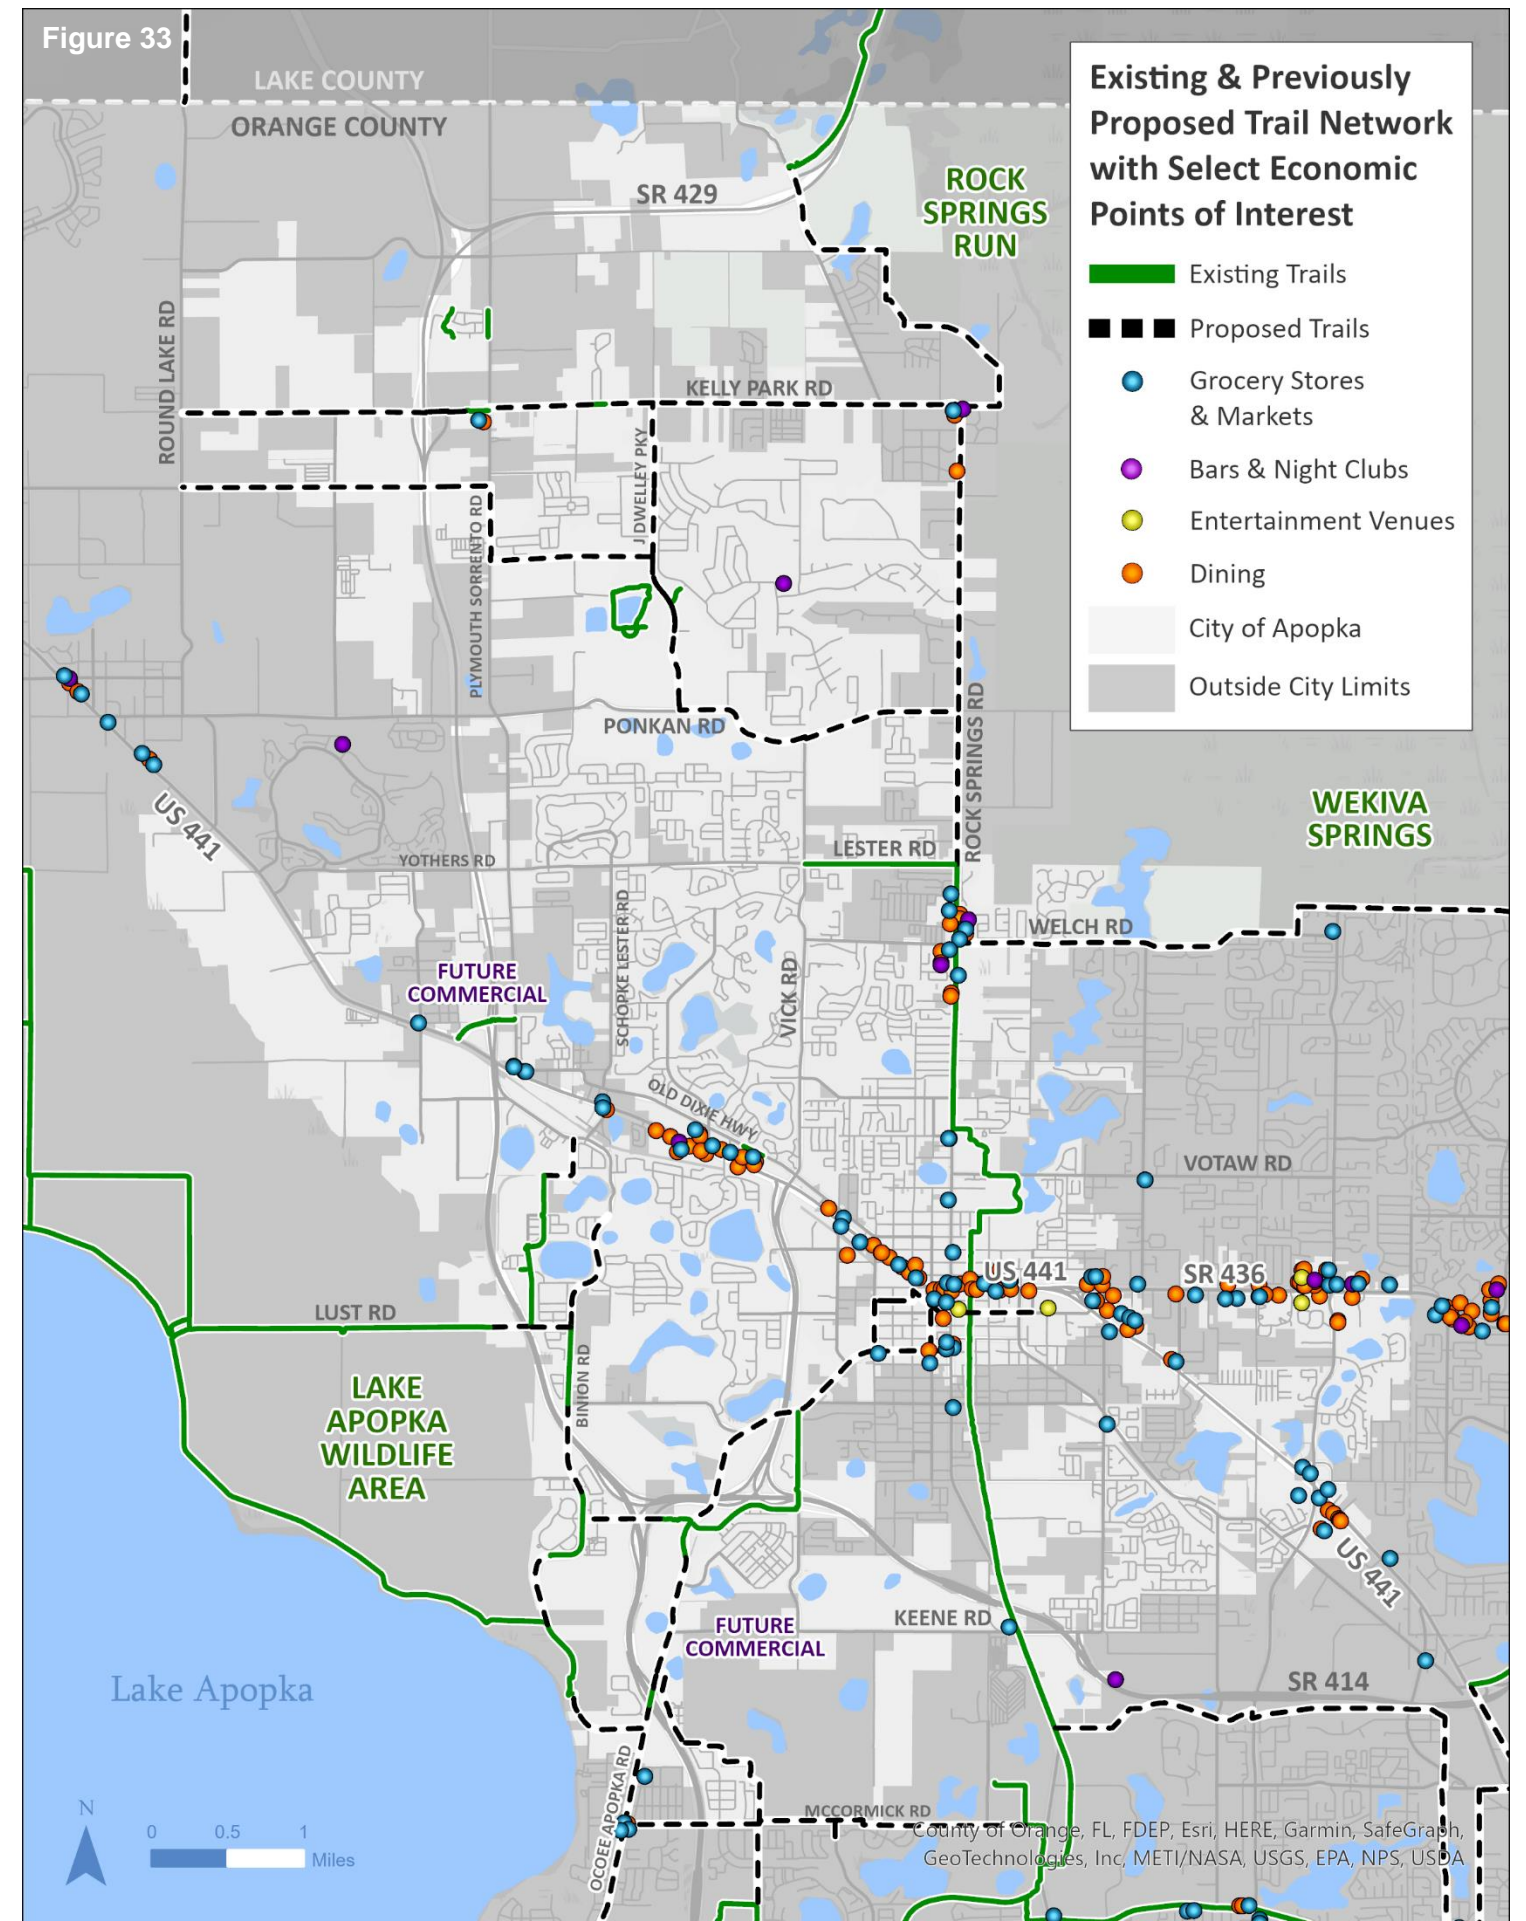 Figure 33
LAKE COUNTY
ORANGE COUNTY
Existing & Previously
Proposed Trail Network
with Select Economic
Points of Interest
Existing Trails
Proposed Trails
Grocery Stores
& Markets
Bars & Night Clubs
Entertainment Venues
Dining
City of Apopka
Outside City Limits
SR 429
ROCK
SPRINGS
RUN
ROUND LAKE RD
KELLY PARK RD
JI DWELLEY PKY
PLYMOUTH SORRENTO RD
PONKAN RD
ROCK SPRINGS RD
US 441
WEKIVA
SPRINGS
YOTHERS RD
LESTER RD
SCHOPKE LESTER RD
WELCH RD
FUTURE
COMMERCIAL
VICK RD
OLD DIXIE HWY
VOTAW RD
US 441
SR 436
LUST RD
BINION RD
LAKE
APOPKA
WILDLIFE
AREA
US 441
KEENE RD
FUTURE
COMMERCIAL
SR 414
Lake Apopka
OCOEE APOPKA RD
MCCORMICK RD
N
0 0.5 1
Miles
County of Orange, FL, FDEP, Esri, HERE, Garmin, SafeGraph,
GeoTechnologies, Inc, METI/NASA, USGS, EPA, NPS, USDA